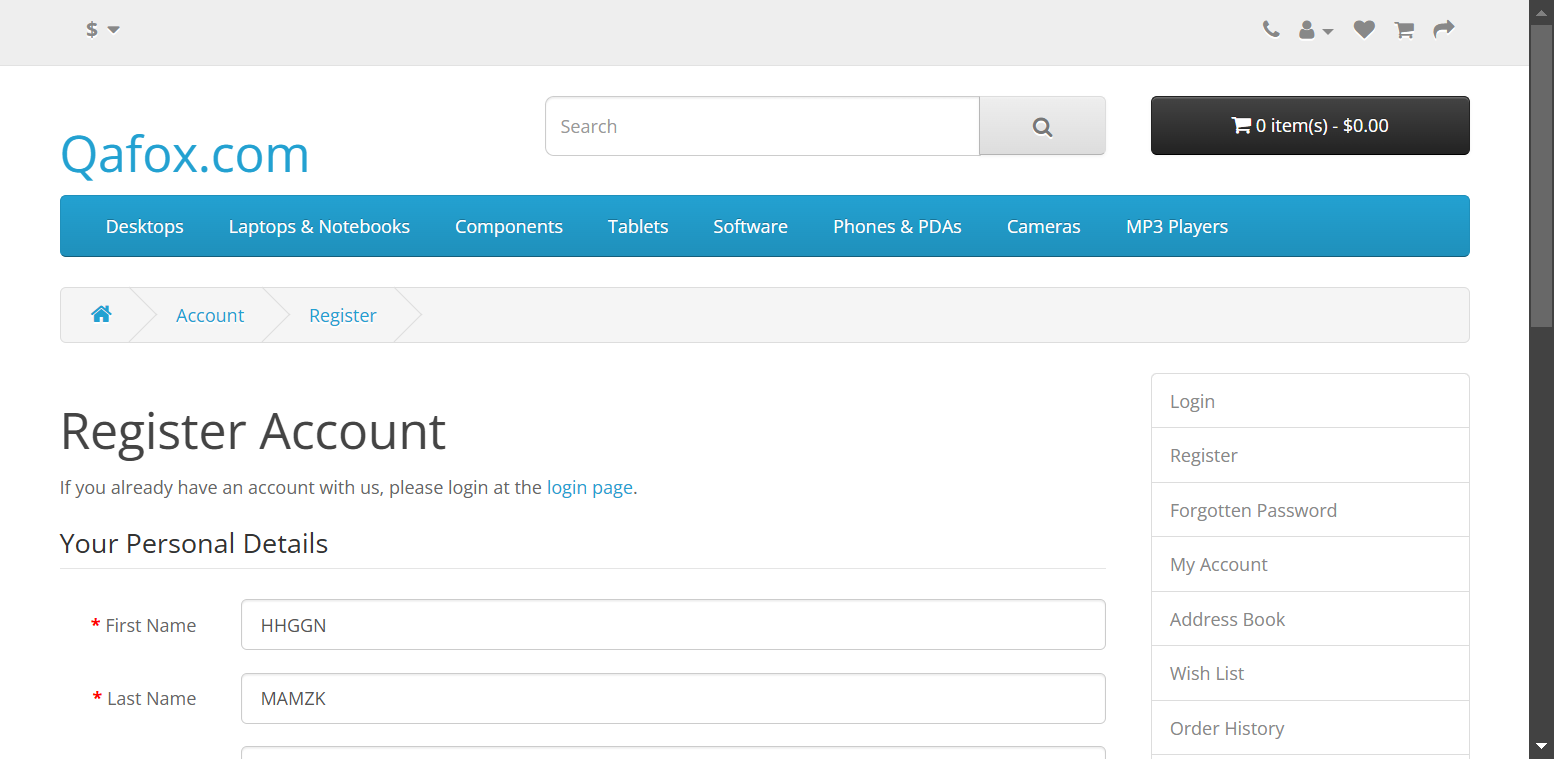 $
Search
0 item(s) - $0.00
Qafox.com
Desktops Laptops & Notebooks Components Tablets Software Phones & PDAs Cameras MP3 Players
Account Register
Register Account
If you already have an account with us, please login at the login page.
Your Personal Details
* First Name HHGGN
* Last Name MAMZK
Login
Register
Forgotten Password
My Account
Address Book
Wish List
Order History